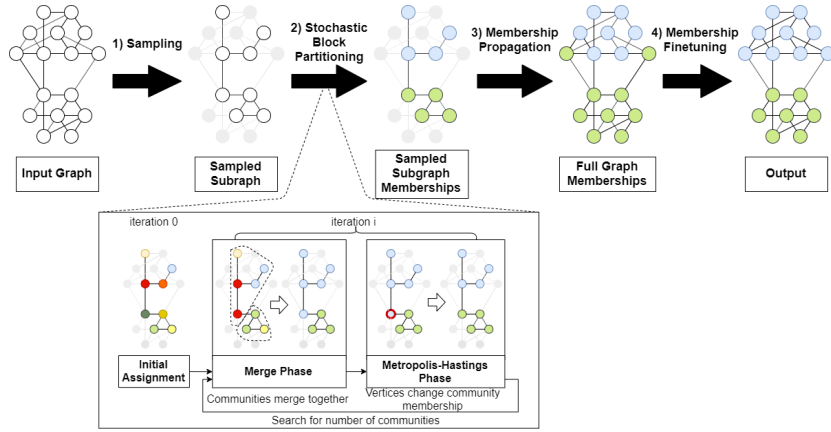 1) Sampling
2) Stochastic
Block
Partitioning
3) Membership
Propagation
4) Membership
Finetuning
Input Graph
Sampled
Subraph
Sampled
Subgraph
Memberships
Full Graph
Memberships
Output
iteration 0
iteration i
Initial
Assignment
Merge Phase
Metropolis-Hastings
Phase
Communities merge together
Vertices change community
membership
Search for number of communities